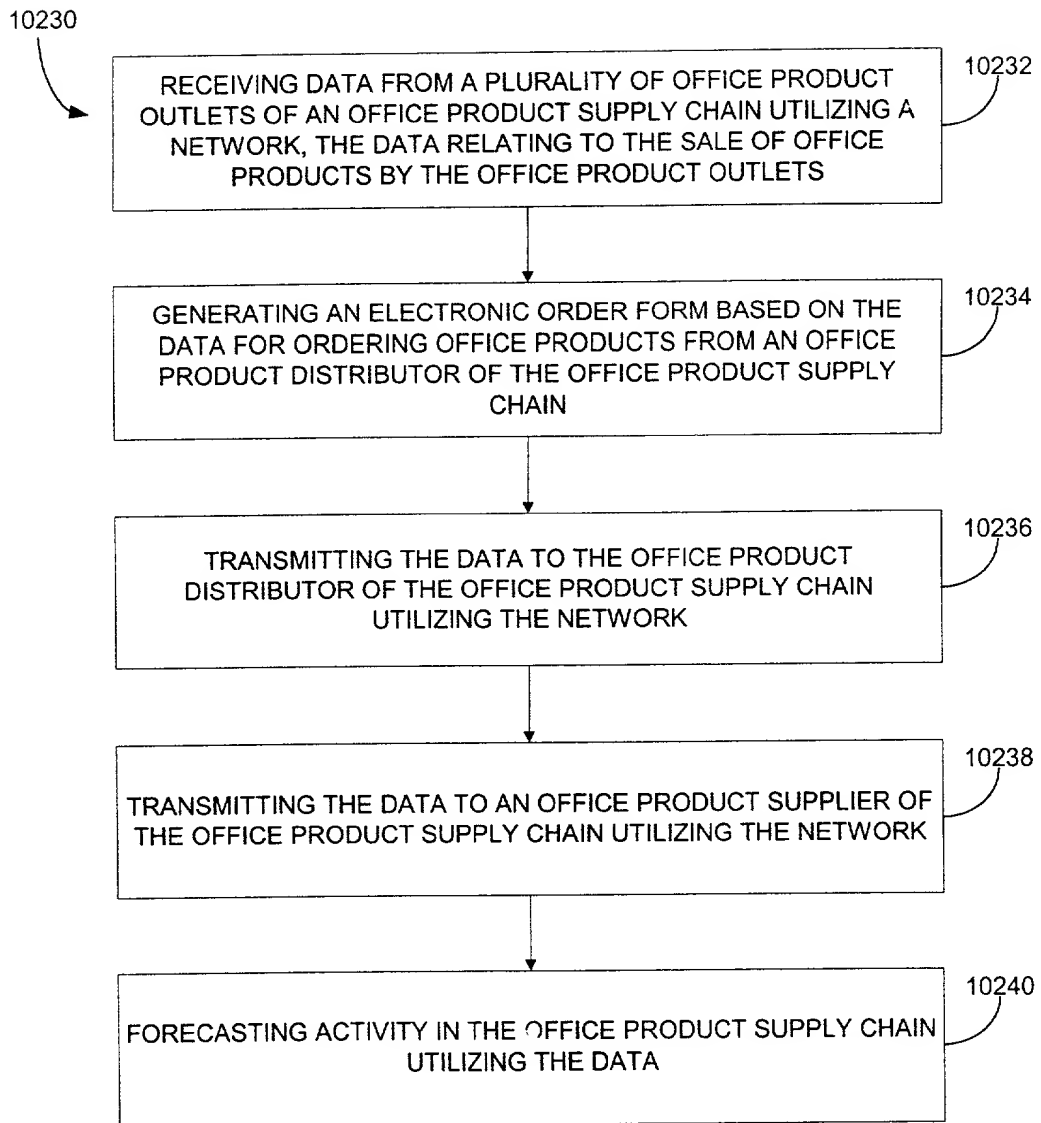 10230
10232
RECEIVING DATA FROM A PLURALITY OF OFFICE PRODUCT
OUTLETS OF AN OFFICE PRODUCT SUPPLY CHAIN UTILIZING A
NETWORK, THE DATA RELATING TO THE SALE OF OFFICE
PRODUCTS BY THE OFFICE PRODUCT OUTLETS
10234
GENERATING AN ELECTRONIC ORDER FORM BASED ON THE
DATA FOR ORDERING OFFICE PRODUCTS FROM AN OFFICE
PRODUCT DISTRIBUTOR OF THE OFFICE PRODUCT SUPPLY
CHAIN
10236
TRANSMITTING THE DATA TO THE OFFICE PRODUCT
DISTRIBUTOR OF THE OFFICE PRODUCT SUPPLY CHAIN
UTILIZING THE NETWORK
10238
TRANSMITTING THE DATA TO AN OFFICE PRODUCT SUPPLIER OF
THE OFFICE PRODUCT SUPPLY CHAIN UTILIZING THE NETWORK
10240
FORECASTING ACTIVITY IN THE OFFICE PRODUCT SUPPLY CHAIN
UTILIZING THE DATA